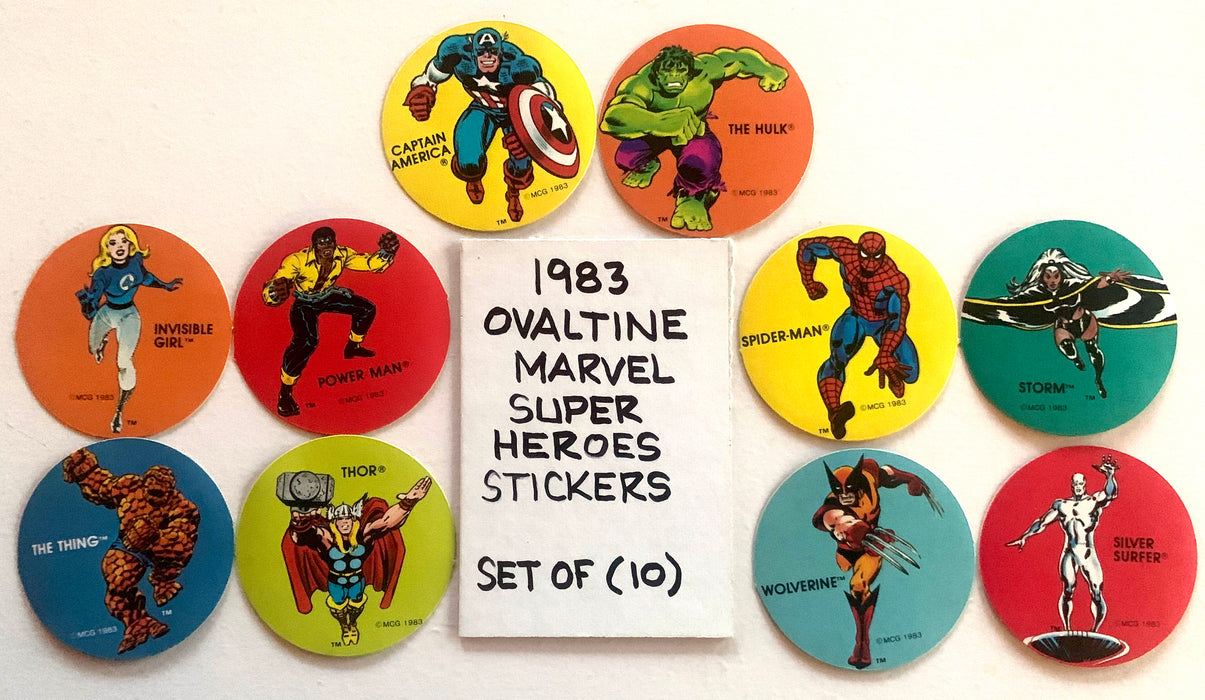 CAPTAIN
AMERICA®
©MCG 1983
TM
THE HULK®
©MCG 1983
TM
INVISIBLE
GIRL™
©MCG 1983
TM
POWER MAN®
©MCG 1983
TM
1983
OVALTINE
MARVEL
SUPER
HEROES
STICKERS
SET OF (10)
SPIDER-MAN®
©MCG 1983
TM
STORM™
©MCG 1983
TM
THE THING™
©MCG 1983
TM
THOR®
©MCG 1983
TM
WOLVERINE™
©MCG 1983
TM
SILVER
SURFER®
©MCG 1983
TM